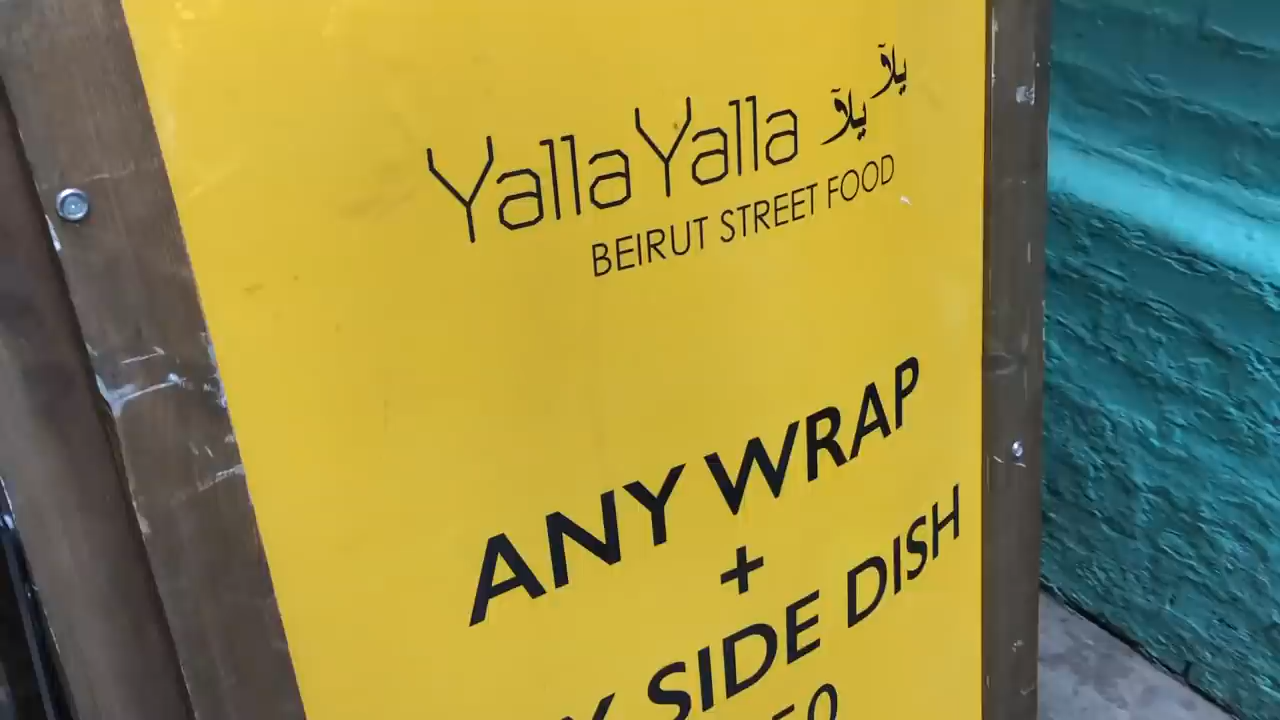 Yalla Yalla يلا يلا
BEIRUT STREET FOOD
ANY WRAP
+
SIDE DISH